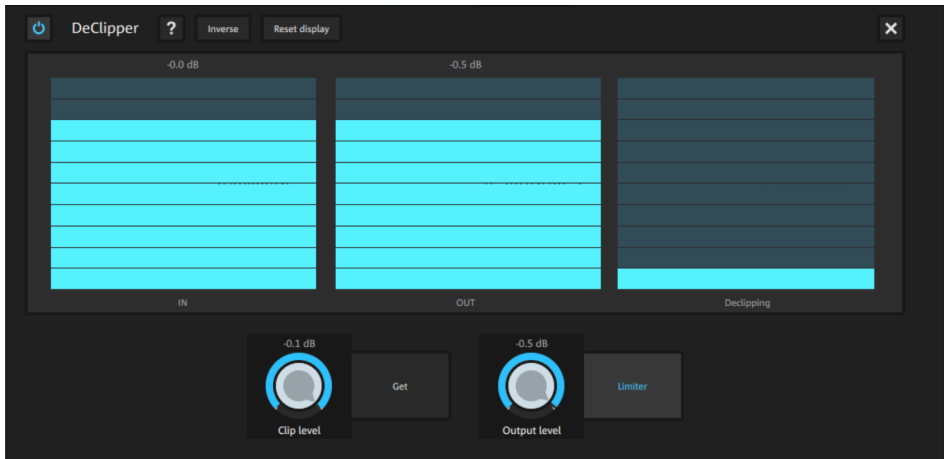 DeClipper ? Inverse Reset display
-0.0 dB -0.5 dB
IN OUT Declipping
-0.1 dB -0.5 dB
Get Limiter
Clip level Output level